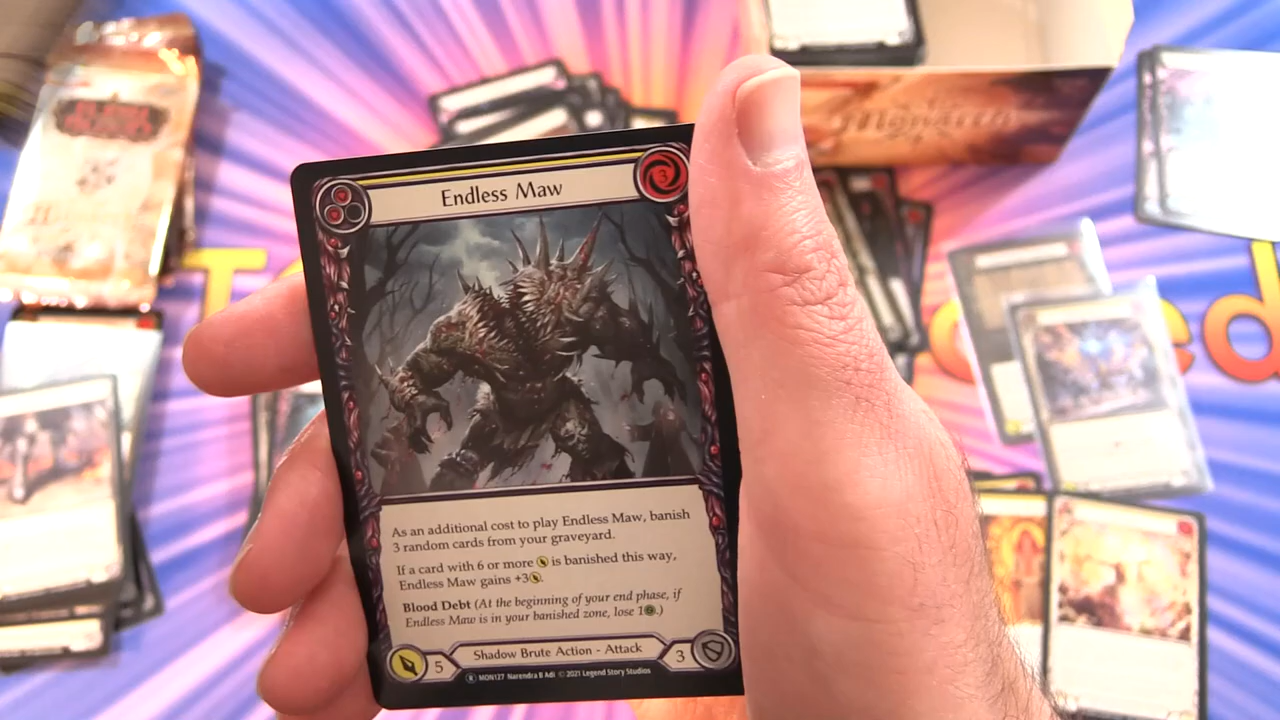 Monarch
Endless Maw
3
As an additional cost to play Endless Maw, banish
3 random cards from your graveyard.
If a card with 6 or more is banished this way,
Endless Maw gains +3.
Blood Debt (At the beginning of your end phase, if
Endless Maw is in your banished zone, lose 1.)
5
Shadow Brute Action - Attack
3
R MON127 Narendra B Adi © 2021 Legend Story Studios